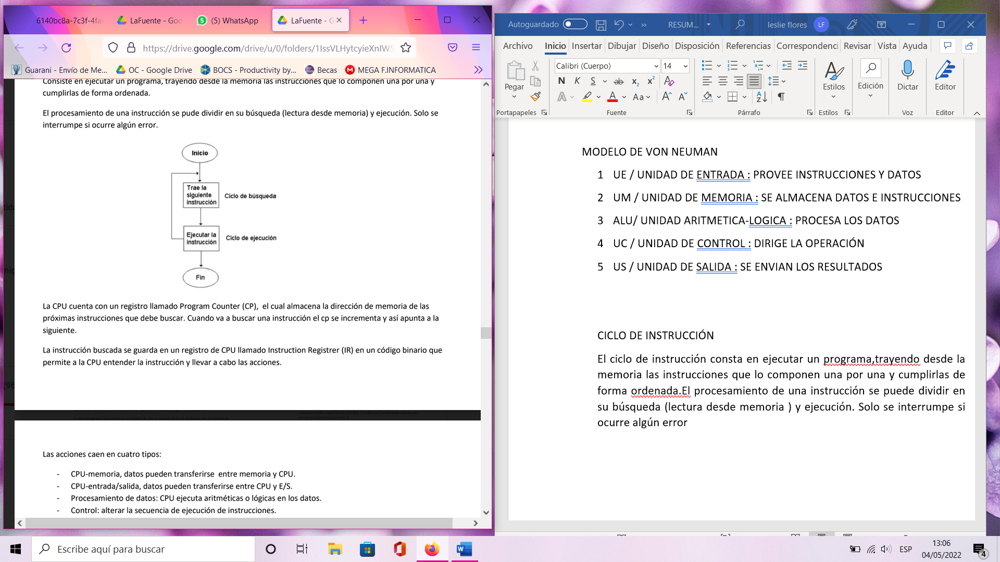 6140bc8a-7c3f-4fa
LaFuente - Goo
(5) WhatsApp
LaFuente - G
https://drive.google.com/drive/u/0/folders/1IssVLHytcyieXnIW5
Guarani - Envío de Me...
OC - Google Drive
BOCS - Productivity by...
Becas
MEGA F.INFORMATICA
Consiste en ejecutar un programa, trayendo desde la memoria las instrucciones que lo componen una por una y
cumplirlas de forma ordenada.
El procesamiento de una instrucción se pude dividir en su búsqueda (lectura desde memoria) y ejecución. Solo se
interrumpe si ocurre algún error.
Inicio
Trae la
siguiente
instrucción
Ciclo de búsqueda
Ejecutar la
instrucción
Ciclo de ejecución
Fin
La CPU cuenta con un registro llamado Program Counter (CP), el cual almacena la dirección de memoria de las
próximas instrucciones que debe buscar. Cuando va a buscar una instrucción el cp se incrementa y así apunta a la
siguiente.
La instrucción buscada se guarda en un registro de CPU llamado Instruction Registrer (IR) en un código binario que
permite a la CPU entender la instrucción y llevar a cabo las acciones.
Las acciones caen en cuatro tipos:
- CPU-memoria, datos pueden transferirse entre memoria y CPU.
- CPU-entrada/salida, datos pueden transferirse entre CPU y E/S.
- Procesamiento de datos: CPU ejecuta aritméticas o lógicas en los datos.
- Control: alterar la secuencia de ejecución de instrucciones.
Autoguardado
RESUM...
leslie flores
LF
Archivo Inicio Insertar Dibujar Diseño Disposición Referencias Correspondenci Revisar Vista Ayuda
Pegar
Calibri (Cuerpo) 14
N K S ab x₂ x²
A A Aa A A
Estilos
Edición
Dictar
Editor
Portapapeles Fuente Párrafo Estilos Voz Editor
MODELO DE VON NEUMAN
1 UE / UNIDAD DE ENTRADA : PROVEE INSTRUCCIONES Y DATOS
2 UM / UNIDAD DE MEMORIA : SE ALMACENA DATOS E INSTRUCCIONES
3 ALU/ UNIDAD ARITMETICA-LOGICA : PROCESA LOS DATOS
4 UC / UNIDAD DE CONTROL : DIRIGE LA OPERACIÓN
5 US / UNIDAD DE SALIDA : SE ENVIAN LOS RESULTADOS
CICLO DE INSTRUCCIÓN
El ciclo de instrucción consta en ejecutar un programa,trayendo desde la
memoria las instrucciones que lo componen una por una y cumplirlas de
forma ordenada.El procesamiento de una instrucción se puede dividir en
su búsqueda (lectura desde memoria ) y ejecución. Solo se interrumpe si
ocurre algún error
Escribe aquí para buscar
ESP
13:06
04/05/2022
4